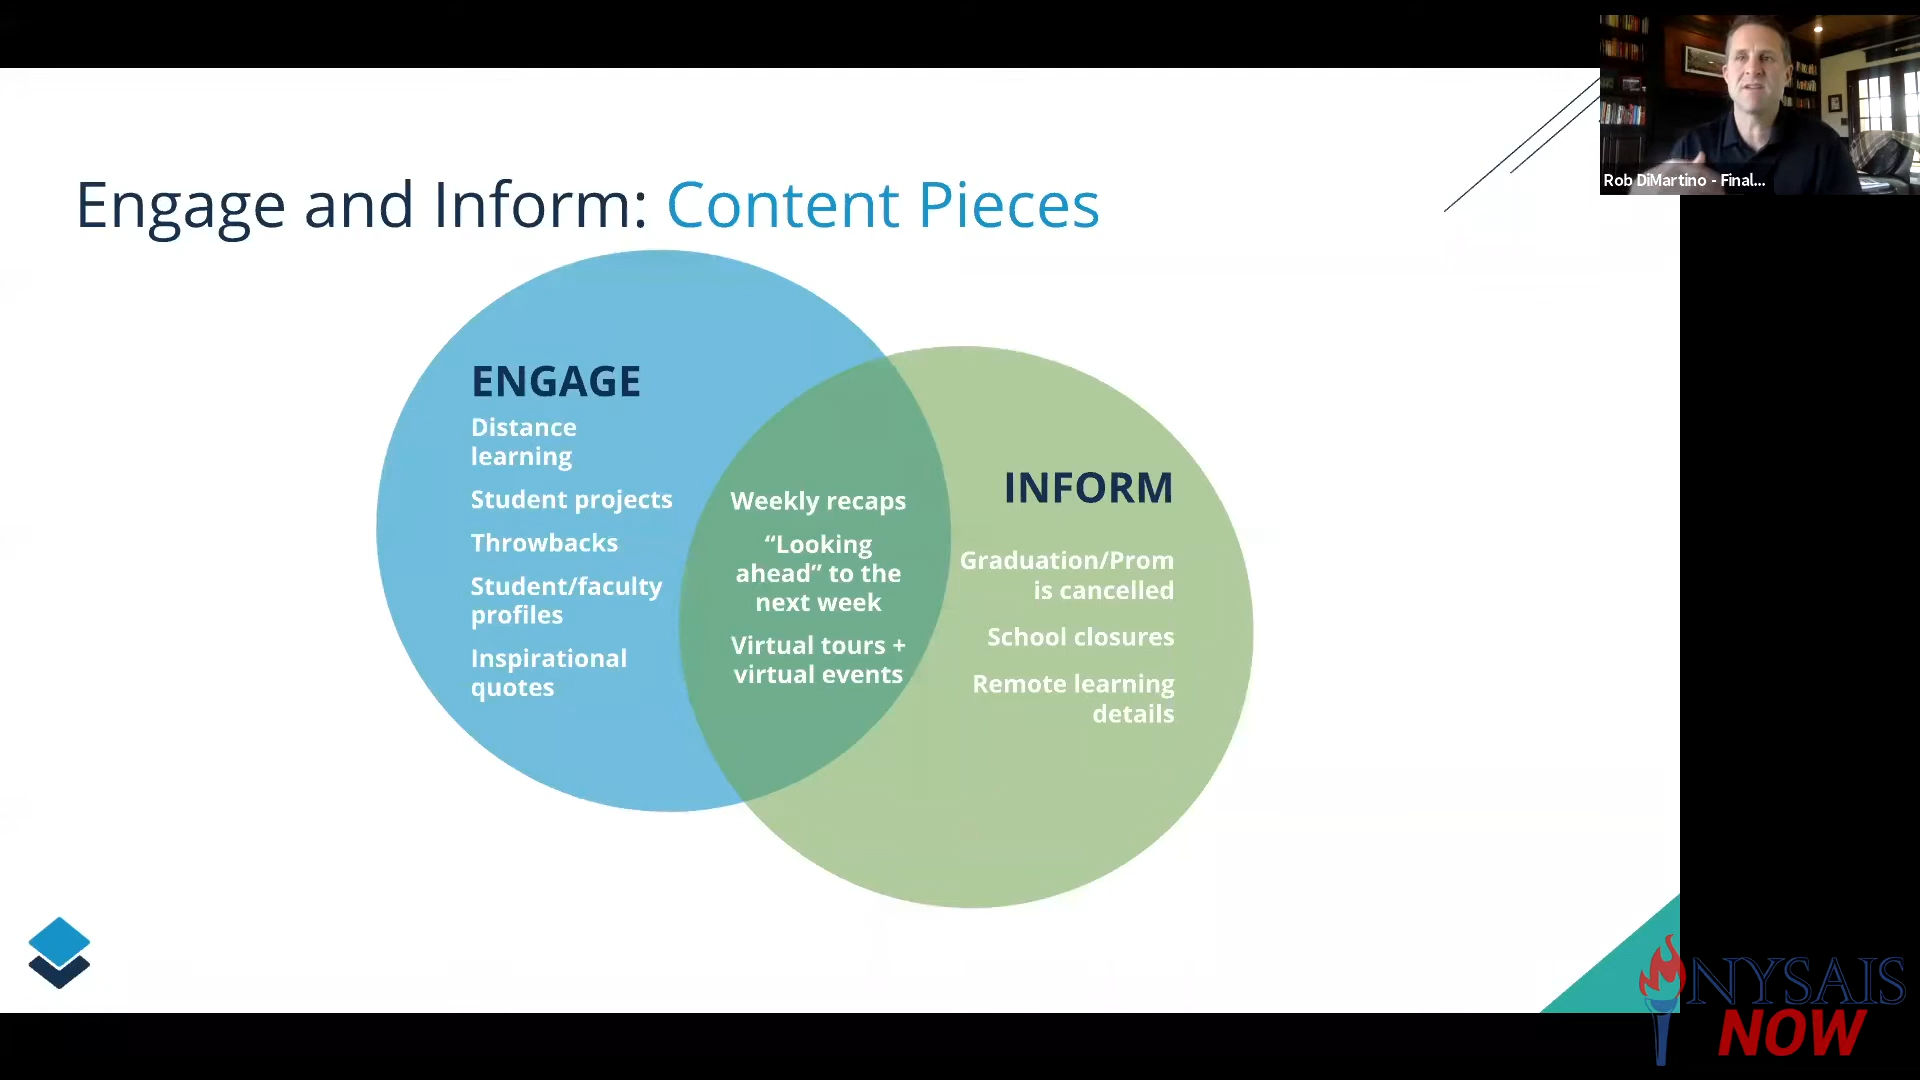 Rob DiMartino - Final...
Engage and Inform: Content Pieces
ENGAGE
Distance
learning
Student projects
Throwbacks
Student/faculty
profiles
Inspirational
quotes
Weekly recaps
“Looking
ahead” to the
next week
Virtual tours +
virtual events
INFORM
Graduation/Prom
is cancelled
School closures
Remote learning
details
NYSAIS
NOW